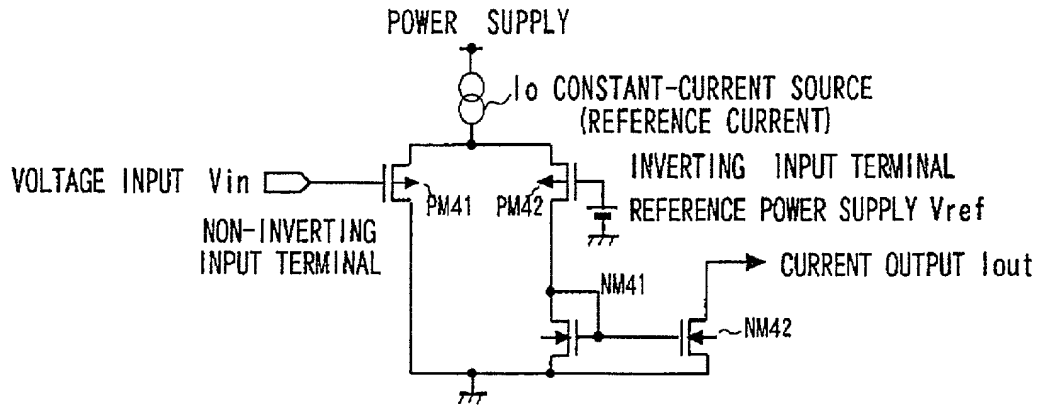 POWER SUPPLY
Io CONSTANT-CURRENT SOURCE
(REFERENCE CURRENT)
VOLTAGE INPUT Vin
PM41
PM42
INVERTING INPUT TERMINAL
REFERENCE POWER SUPPLY Vref
NON-INVERTING
INPUT TERMINAL
CURRENT OUTPUT Iout
NM41
NM42